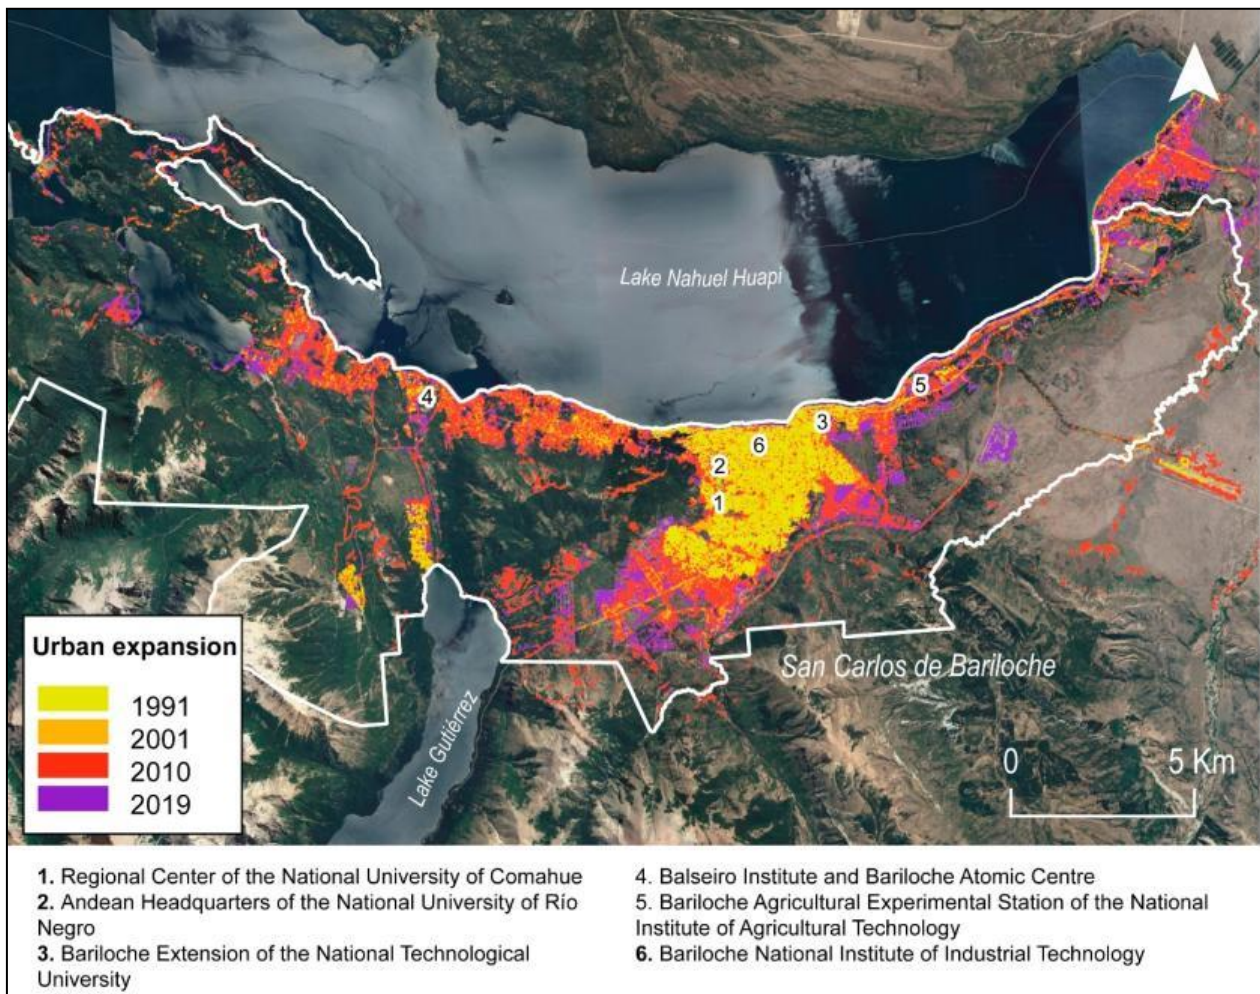 Lake Nahuel Huapi
4
5
3
6
2
1
Urban expansion
1991
2001
2010
2019
Lake Gutiérrez
San Carlos de Bariloche
0 5 Km
1. Regional Center of the National University of Comahue
2. Andean Headquarters of the National University of Río
Negro
3. Bariloche Extension of the National Technological
University
4. Balseiro Institute and Bariloche Atomic Centre
5. Bariloche Agricultural Experimental Station of the National
Institute of Agricultural Technology
6. Bariloche National Institute of Industrial Technology